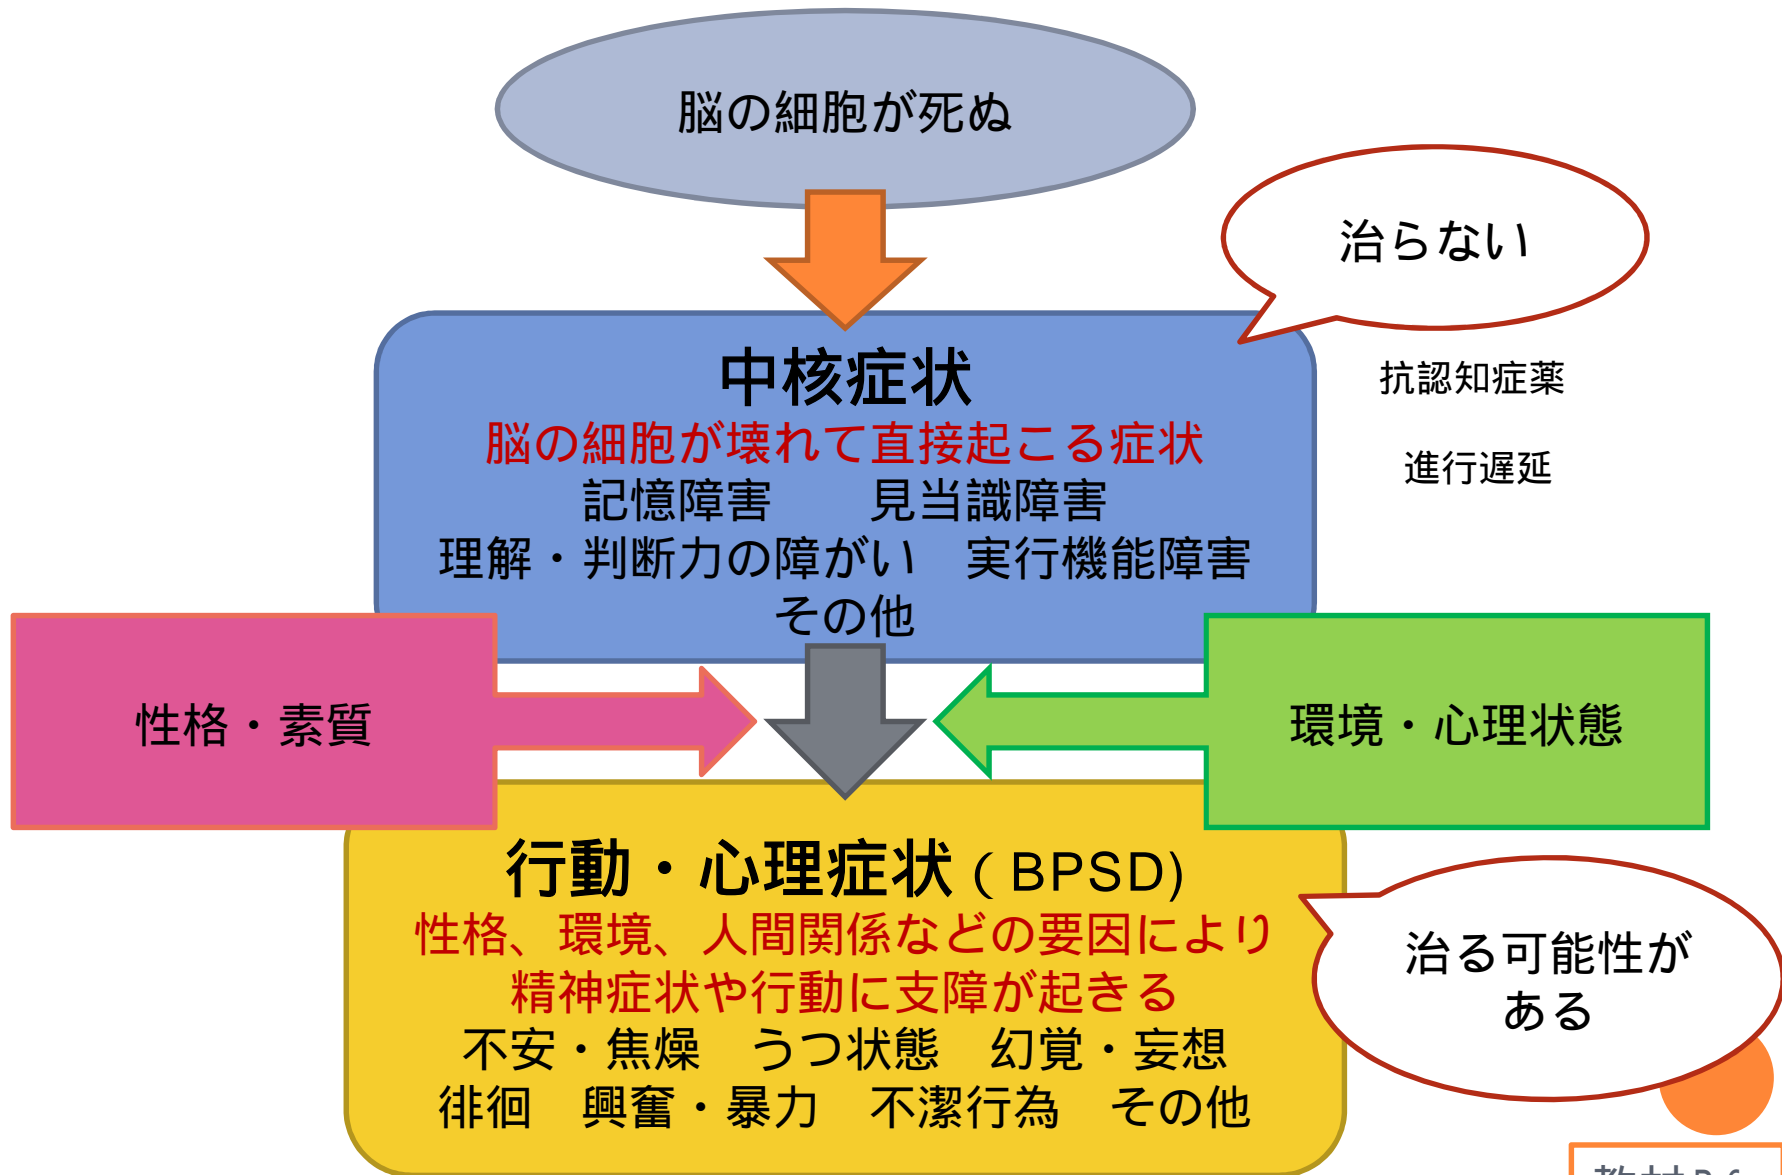 脳の細胞が死ぬ
治らない
中核症状
脳の細胞が壊れて直接起こる症状
記憶障害　見当識障害
理解・判断力の障がい　実行機能障害
その他
抗認知症薬
進行遅延
性格・素質
環境・心理状態
行動・心理症状（BPSD)
性格、環境、人間関係などの要因により
精神症状や行動に支障が起きる
不安・焦燥　うつ状態　幻覚・妄想
徘徊　興奮・暴力　不潔行為　その他
治る可能性が
ある